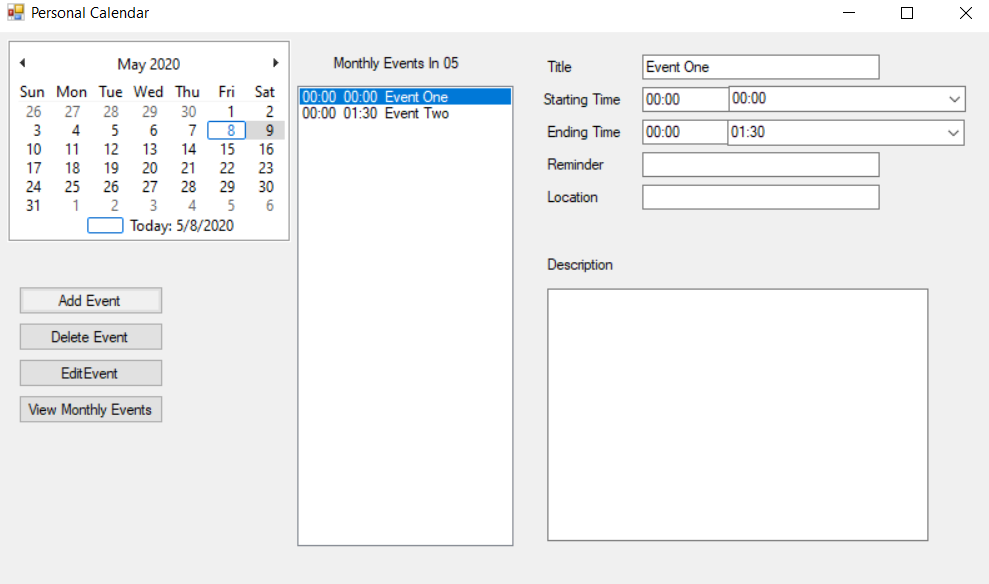 Personal Calendar
May 2020
Sun Mon Tue Wed Thu Fri Sat
26 27 28 29 30 1 2
3 4 5 6 7 8 9
10 11 12 13 14 15 16
17 18 19 20 21 22 23
24 25 26 27 28 29 30
31 1 2 3 4 5 6
Today: 5/8/2020
Add Event
Delete Event
EditEvent
View Monthly Events
Monthly Events In 05
00:00 00:00 Event One
00:00 01:30 Event Two
Title Event One
Starting Time 00:00 00:00
Ending Time 00:00 01:30
Reminder
Location
Description